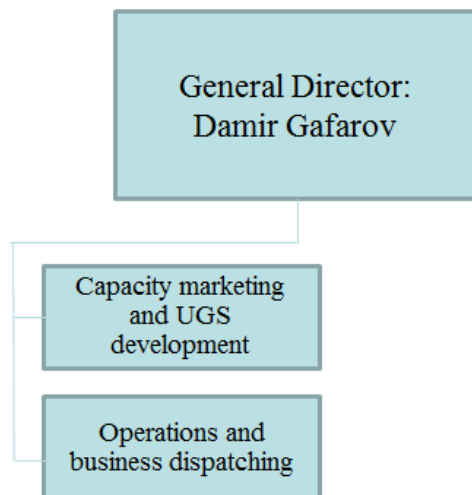 General Director:
Damir Gafarov
Capacity marketing
and UGS
development
Operations and
business dispatching